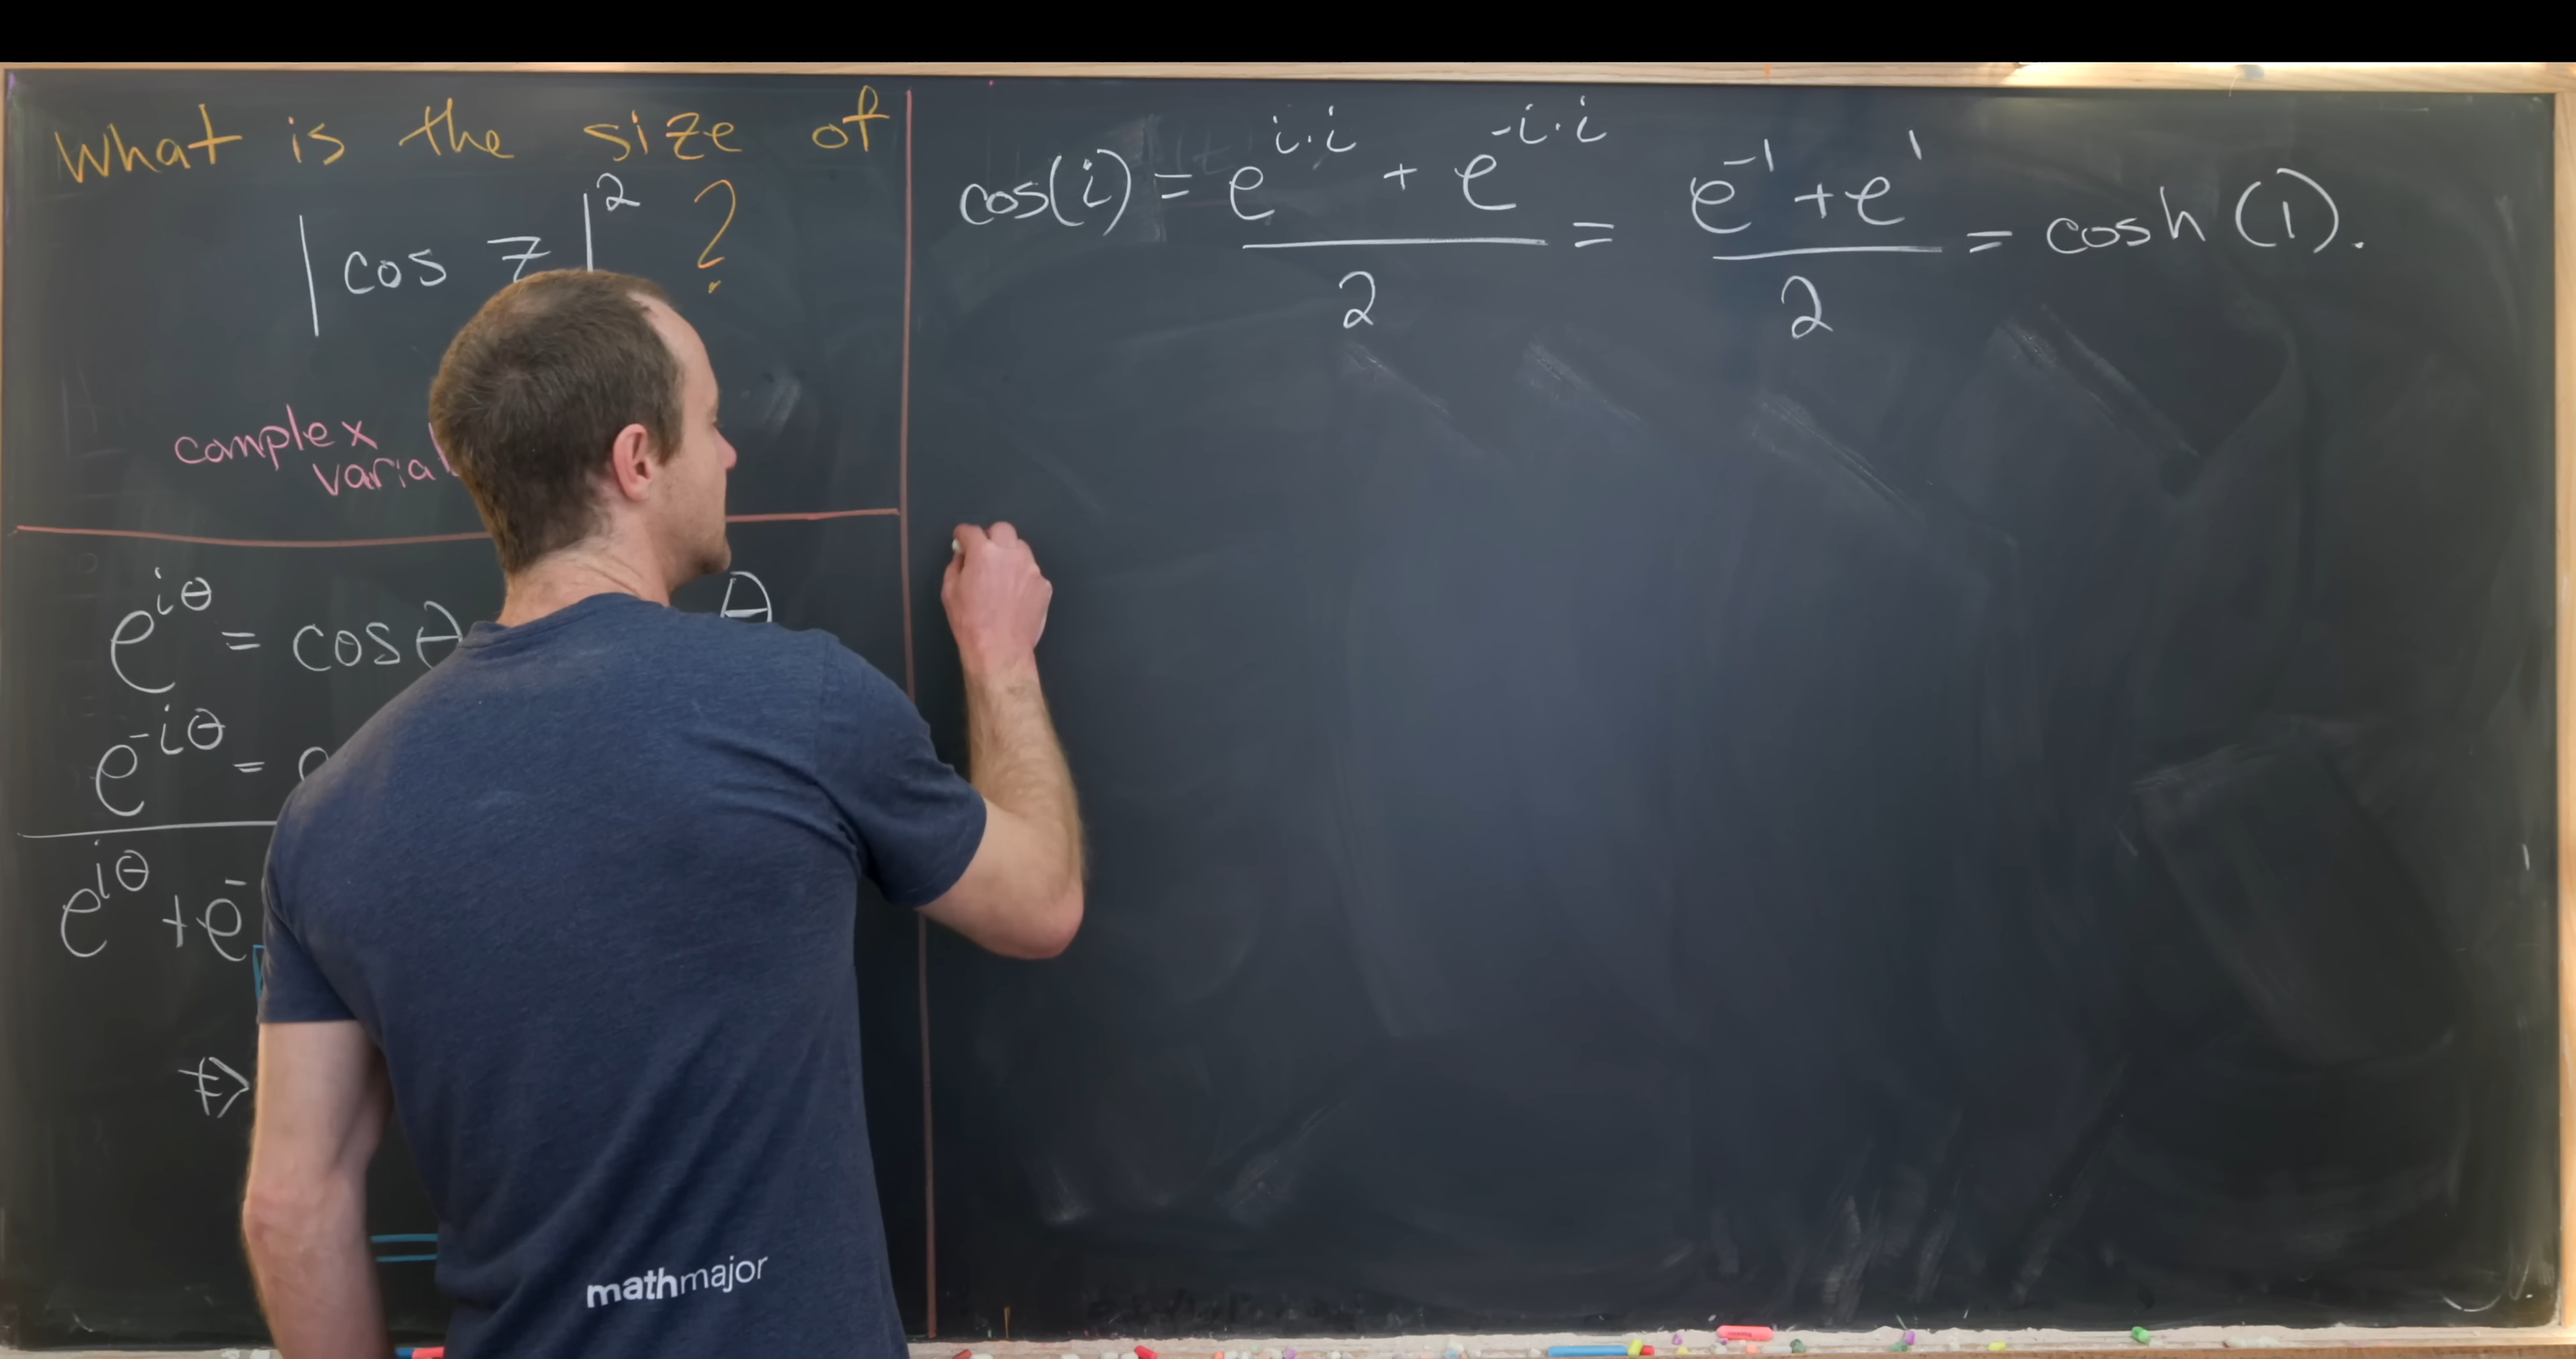 What is the size of
|cos z|² ?
complex
e^{iθ} = cos θ
e^{-iθ} =
e^{iθ} + e^-
⇒
cos(i) = (e^{i·i} + e^{-i·i})/2 = (e^{-1} + e^{1})/2 = cosh(1).
mathmajor